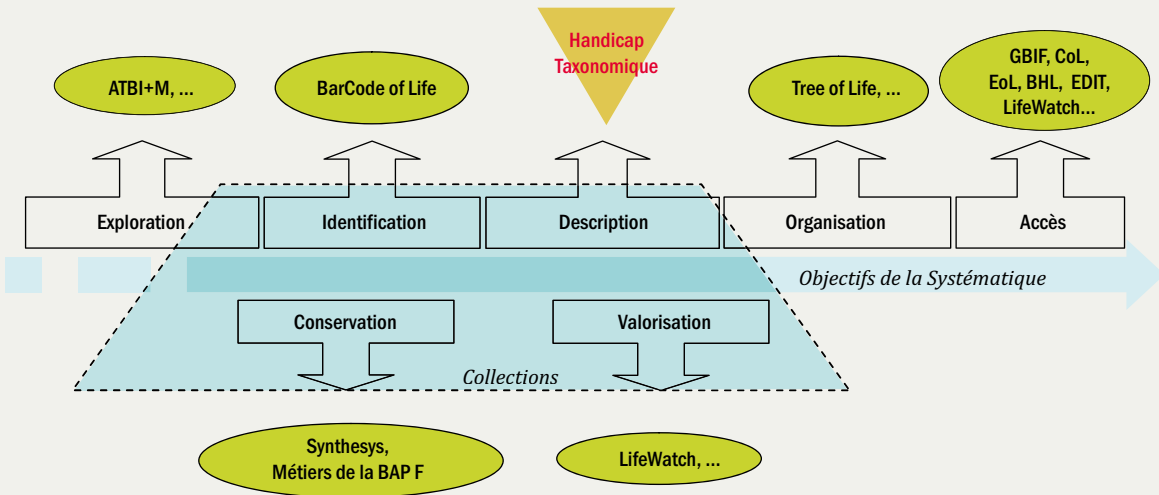 Handicap
Taxonomique
ATBI+M, ...
BarCode of Life
Tree of Life, ...
GBIF, CoL,
EoL, BHL, EDIT,
LifeWatch...
Exploration
Identification
Description
Organisation
Accès
Objectifs de la Systématique
Conservation
Valorisation
Collections
Synthesys,
Métiers de la BAP F
LifeWatch, ...